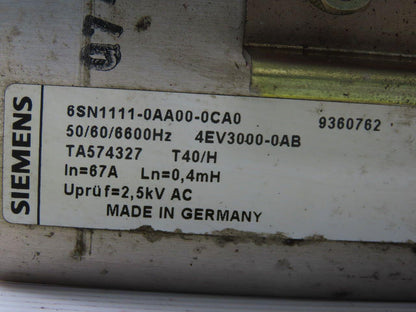 SIEMENS
6SN1111-0AA00-0CA0 9360762
50/60/6600Hz 4EV3000-0AB
TA574327 T40/H
In=67A Ln=0,4mH
Uprüf=2,5kV AC
MADE IN GERMANY